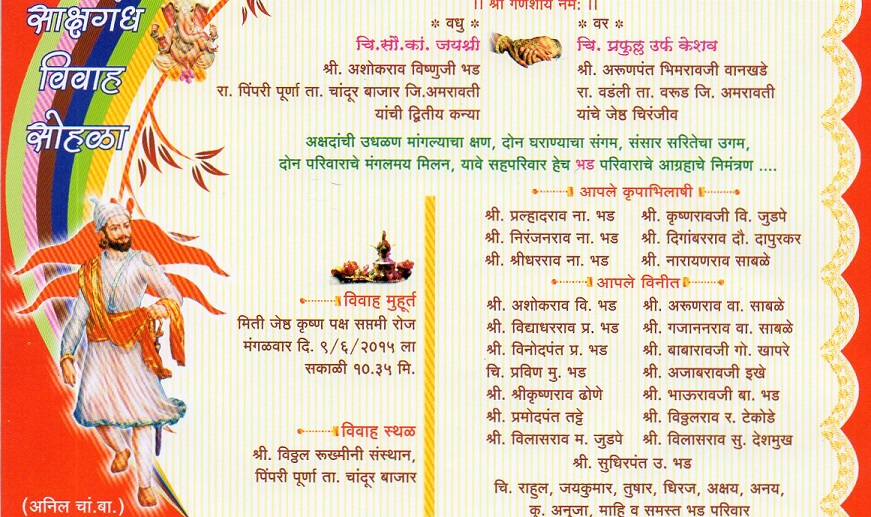 साक्षगंध
विवाह
सोहळा
।। श्री गणेशाय नम: ।।
* वधु *
चि.सौ.कां. जयश्री
श्री. अशोकराव विष्णुजी भड
रा. पिंपरी पूर्णा ता. चांदूर बाजार जि.अमरावती
यांची द्वितीय कन्या
* वर *
चि. प्रफुल्ल उर्फ केशव
श्री. अरूणपंत भिमरावजी वानखडे
रा. वडंली ता. वरूड जि. अमरावती
यांचे जेष्ठ चिरंजीव
अक्षदांची उधळण मांगल्याचा क्षण, दोन घराण्याचा संगम, संसार सरितेचा उगम,
दोन परिवाराचे मंगलमय मिलन, यावे सहपरिवार हेच भड परिवाराचे आग्रहाचे निमंत्रण ....
विवाह मुहूर्त
मिती जेष्ठ कृष्ण पक्ष सप्तमी रोज
मंगळवार दि. ९/६/२०१५ ला
सकाळी १०.३५ मि.
विवाह स्थळ
श्री. विठ्ठल रूख्मीनी संस्थान,
पिंपरी पूर्णा ता. चांदूर बाजार
आपले कृपाभिलाषी
श्री. प्रल्हादराव ना. भड श्री. कृष्णरावजी वि. जुडपे
श्री. निरंजनराव ना. भड श्री. दिगांबरराव दौ. दापुरकर
श्री. श्रीधरराव ना. भड श्री. नारायणराव साबळे
आपले विनीत
श्री. अशोकराव वि. भड श्री. अरूणराव वा. साबळे
श्री. विद्याधरराव प्र. भड श्री. गजाननराव वा. साबळे
श्री. विनोदपंत प्र. भड श्री. बाबारावजी गो. खापरे
चि. प्रविण मु. भड श्री. अजाबरावजी इखे
श्री. श्रीकृष्णराव ढोणे श्री. भाऊरावजी बा. भड
श्री. प्रमोदपंत तट्टे श्री. विठ्ठलराव र. टेकोडे
श्री. विलासराव म. जुडपे श्री. विलासराव सु. देशमुख
श्री. सुधिरपंत उ. भड
चि. राहुल, जयकुमार, तुषार, धिरज, अक्षय, अनय,
कृ. अनुजा, माहि व समस्त भड परिवार
(अनिल चां.बा.)